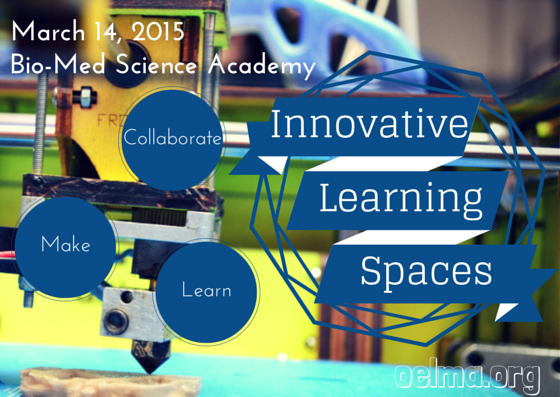 March 14, 2015
Bio-Med Science Academy
Collaborate
Make
Learn
Innovative
Learning
Spaces
oelma.org